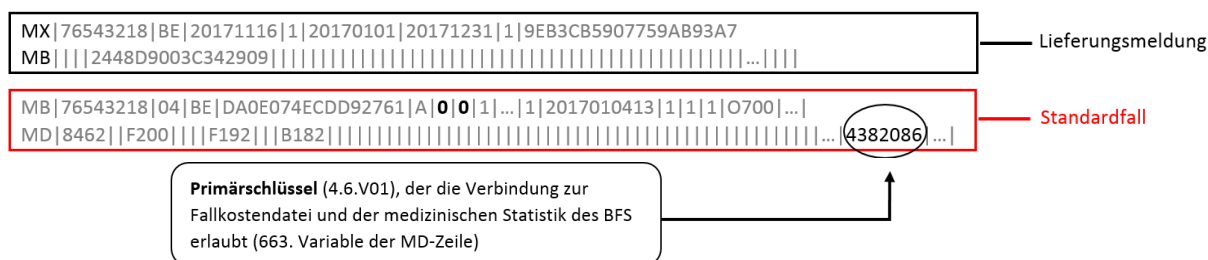 MX|76543218|BE|20171116|1|20170101|20171231|1|9EB3CB5907759AB93A7
MB||||2448D9003C342909||||||||||||||||||||||||||||||||||||||||||||||||...||||
Lieferungsmeldung
MB|76543218|04|BE|DA0E074ECDD92761|A|0|0|1|...|1|2017010413|1|1|1|O700|...|
MD|8462||F200||||F192|||B182||||||||||||||||||||||||||||||||||||||||||||||||||...|4382086|...|
Standardfall
Primärschlüssel (4.6.V01), der die Verbindung zur
Fallkostendatei und der medizinischen Statistik des BFS
erlaubt (663. Variable der MD-Zeile)